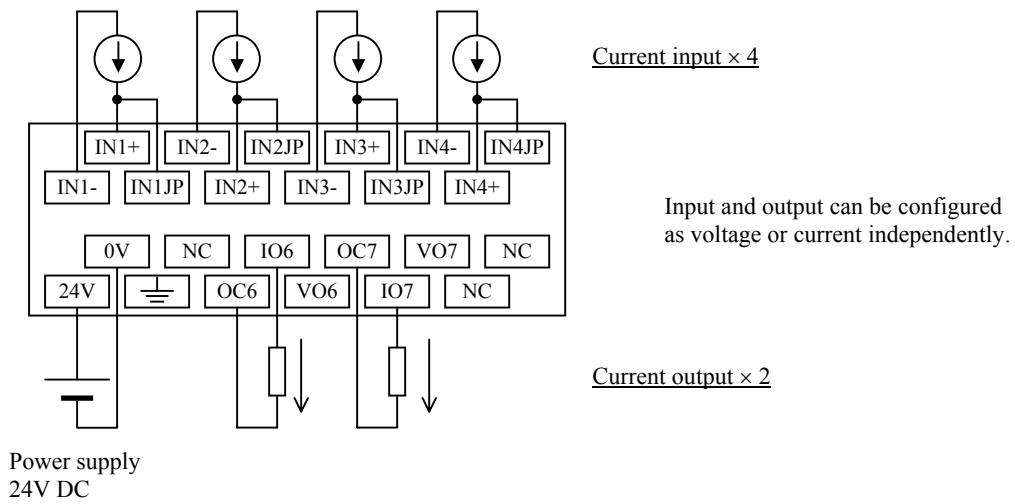 Current input × 4
IN1+ IN2- IN2JP IN3+ IN4- IN4JP
IN1- IN1JP IN2+ IN3- IN3JP IN4+
Input and output can be configured
as voltage or current independently.
0V NC IO6 OC7 VO7 NC
24V OC6 VO6 IO7 NC
Current output × 2
Power supply
24V DC